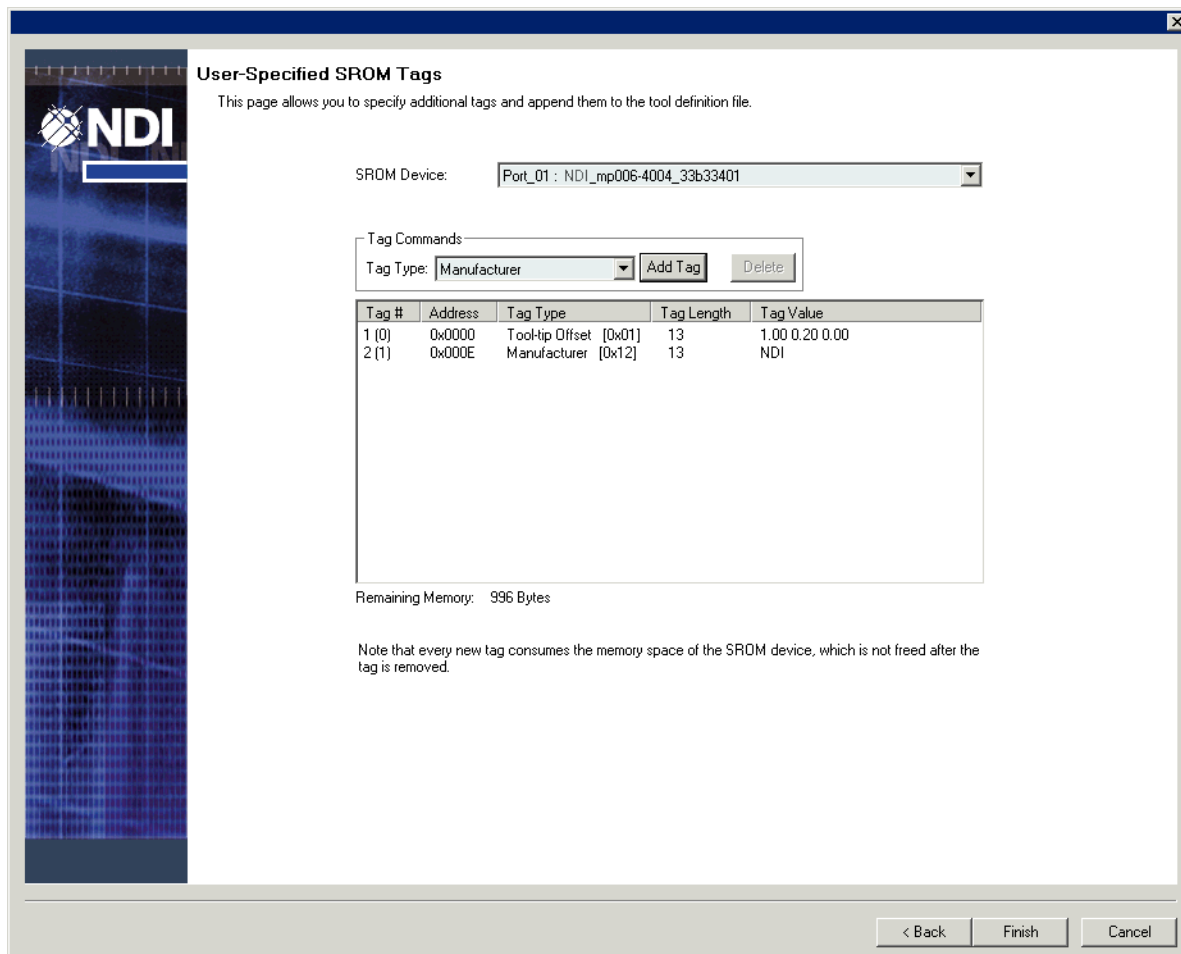 User-Specified SROM Tags
This page allows you to specify additional tags and append them to the tool definition file.
NDI
SROM Device: Port_01 : NDI_mp006-4004_33b33401
Tag Commands
Tag Type: Manufacturer Add Tag Delete
Tag # Address Tag Type Tag Length Tag Value
1 (0) 0x0000 Tool-tip Offset [0x01] 13 1.00 0.20 0.00
2 (1) 0x000E Manufacturer [0x12] 13 NDI
Remaining Memory: 996 Bytes
Note that every new tag consumes the memory space of the SROM device, which is not freed after the
tag is removed.
< Back Finish Cancel